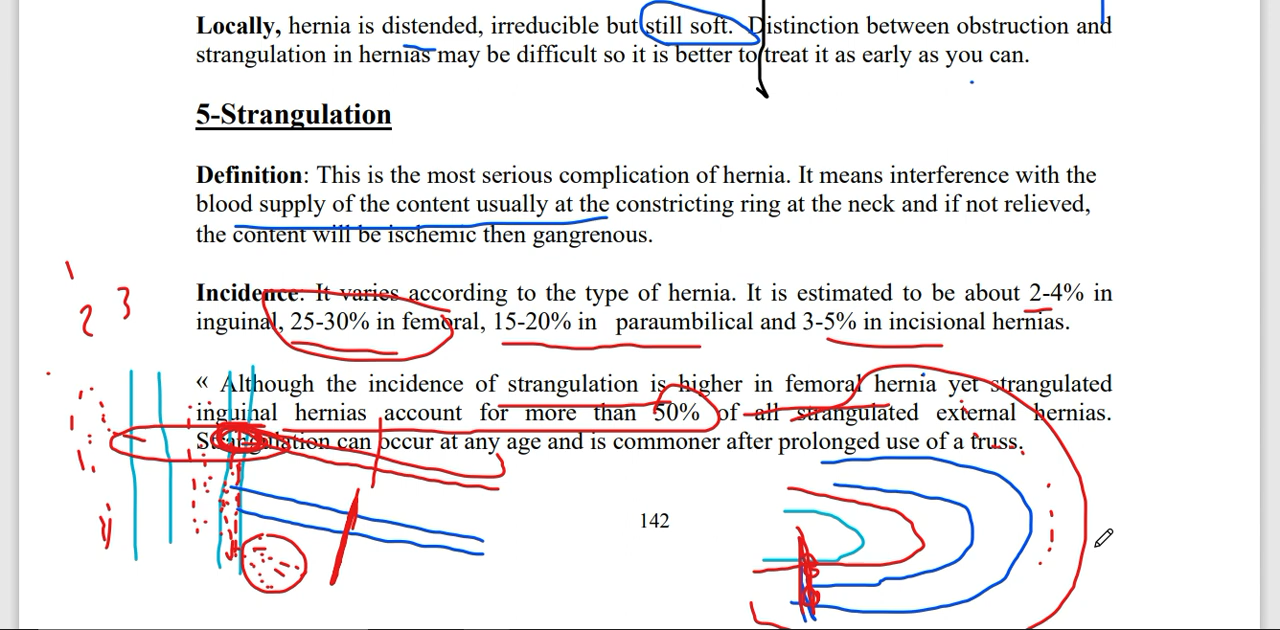 Locally, hernia is distended, irreducible but still soft. Distinction between obstruction and
strangulation in hernias may be difficult so it is better to treat it as early as you can.
5-Strangulation
Definition: This is the most serious complication of hernia. It means interference with the
blood supply of the content usually at the constricting ring at the neck and if not relieved,
the content will be ischemic then gangrenous.
1
2 3
Incidence: It varies according to the type of hernia. It is estimated to be about 2-4% in
inguinal, 25-30% in femoral, 15-20% in paraumbilical and 3-5% in incisional hernias.
« Although the incidence of strangulation is higher in femoral hernia yet strangulated
inguinal hernias account for more than 50% of all strangulated external hernias.
Strangulation can occur at any age and is commoner after prolonged use of a truss.
142